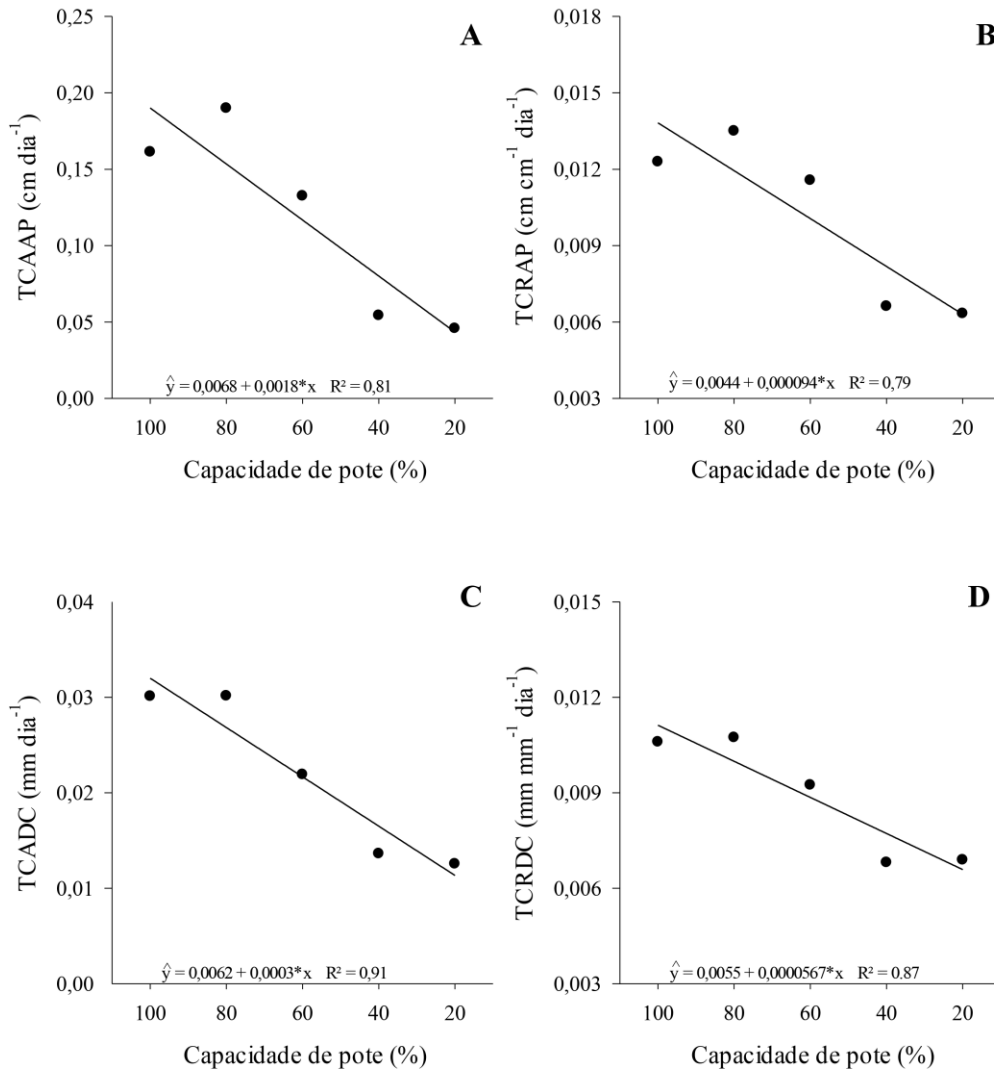 A
TCAAP (cm dia⁻¹)
0,25
0,20
0,15
0,10
0,05
0,00
ŷ = 0,0068 + 0,0018*x R² = 0,81
100 80 60 40 20
Capacidade de pote (%)
B
TCRAP (cm cm⁻¹ dia⁻¹)
0,018
0,015
0,012
0,009
0,006
0,003
ŷ = 0,0044 + 0,000094*x R² = 0,79
100 80 60 40 20
Capacidade de pote (%)
C
TCADC (mm dia⁻¹)
0,04
0,03
0,02
0,01
0,00
ŷ = 0,0062 + 0,0003*x R² = 0,91
100 80 60 40 20
Capacidade de pote (%)
D
TCRDC (mm mm⁻¹ dia⁻¹)
0,015
0,012
0,009
0,006
0,003
ŷ = 0,0055 + 0,0000567*x R² = 0.87
100 80 60 40 20
Capacidade de pote (%)